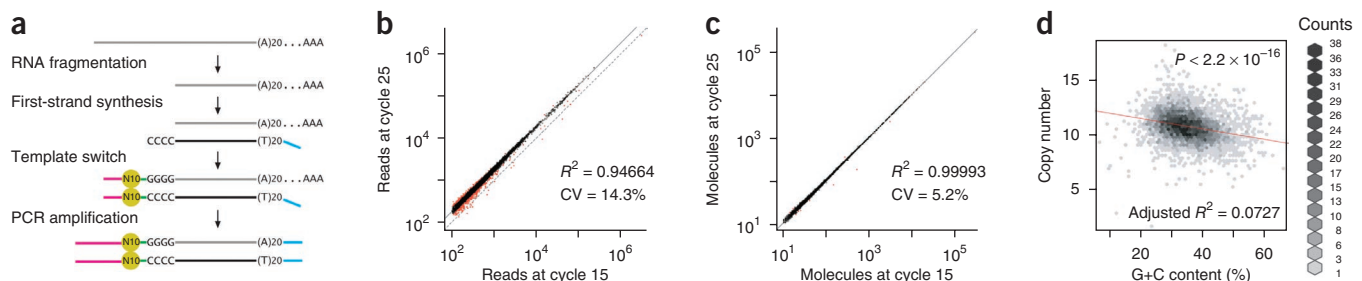 a
(A)20...AAA
RNA fragmentation
(A)20...AAA
First-strand synthesis
(A)20...AAA
CCCC (T)20
Template switch
N10 GGGG (A)20...AAA
N10 CCCC (T)20
PCR amplification
N10 GGGG (A)20
N10 CCCC (T)20
b
Reads at cycle 25
10^6
10^4
10^2
R^2 = 0.94664
CV = 14.3%
10^2 10^4 10^6
Reads at cycle 15
c
Molecules at cycle 25
10^5
10^3
10^1
R^2 = 0.99993
CV = 5.2%
10^1 10^3 10^5
Molecules at cycle 15
d
Copy number
15
10
5
P < 2.2 × 10^−16
Adjusted R^2 = 0.0727
10 20 30 40 50 60
G+C content (%)
Counts
38
36
33
31
29
26
24
22
20
17
15
13
10
8
6
3
1